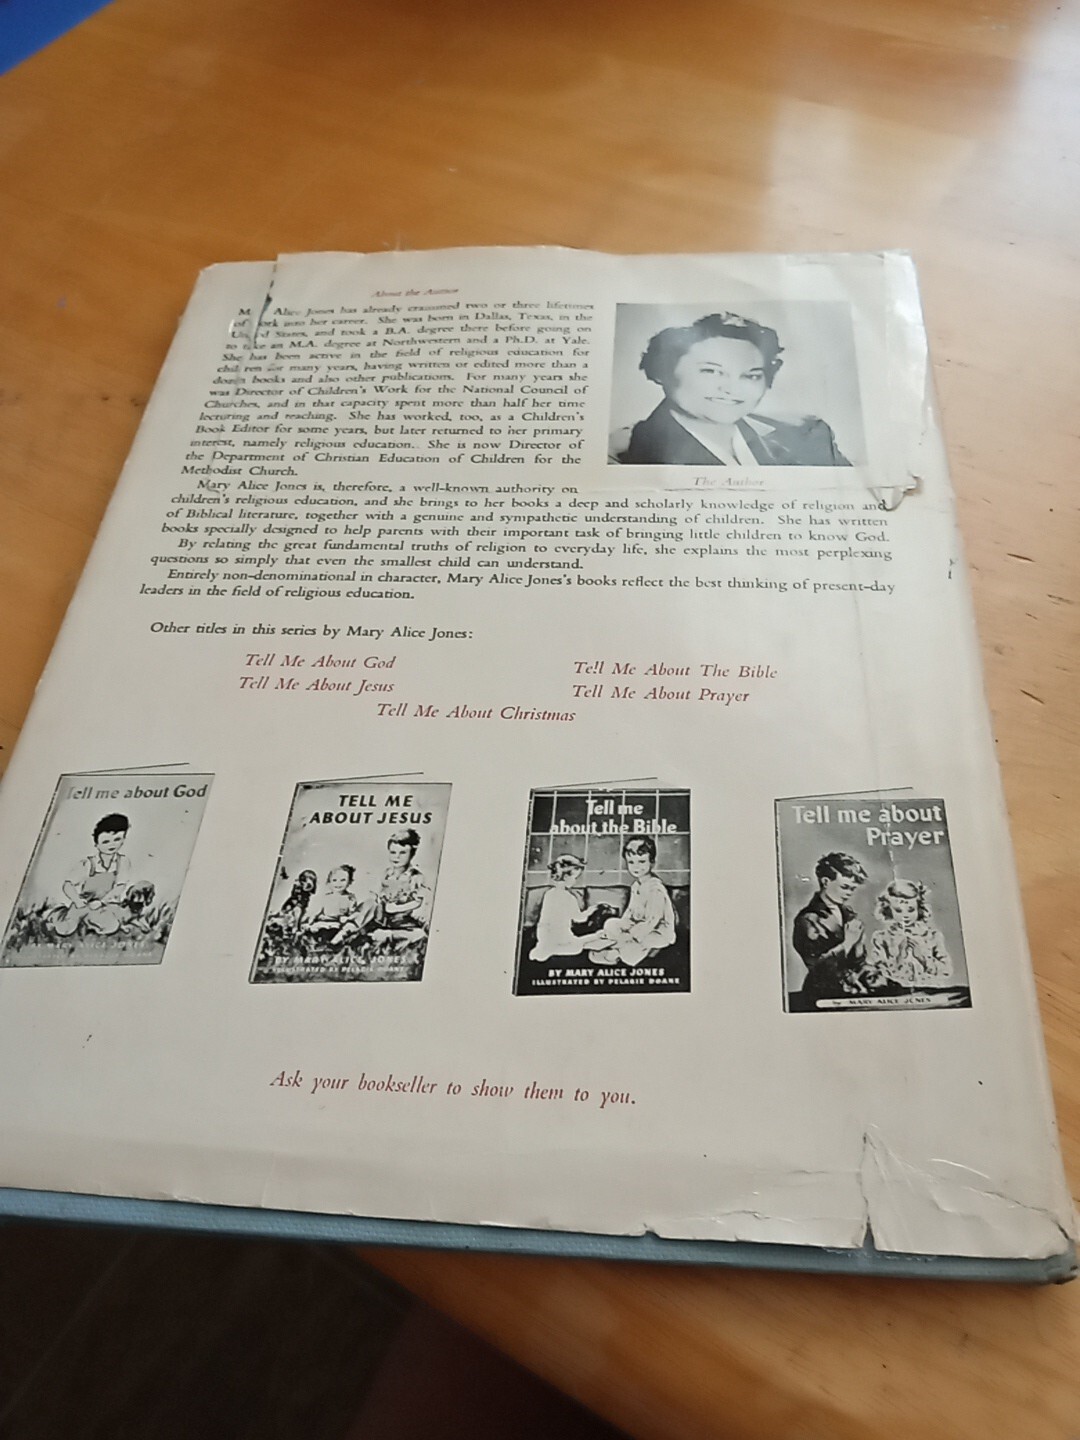 About the Author
M Alice Jones has already crammed two or three lifetimes
of ork into her career. She was born in Dallas, Texas, in the
Un d States, and took a B.A. degree there before going on
to take an M.A. degree at Northwestern and a Ph.D. at Yale.
She has been active in the field of religious education for
chil ren for many years, having written or edited more than a
dozen books and also other publications. For many years she
was Director of Children's Work for the National Council of
Churches, and in that capacity spent more than half her time
lecturing and teaching. She has worked, too, as a Children's
Book Editor for some years, but later returned to her primary
interest, namely religious education. She is now Director of
the Department of Christian Education of Children for the
Methodist Church.
The Author
Mary Alice Jones is, therefore, a well-known authority on
children's religious education, and she brings to her books a deep and scholarly knowledge of religion and
of Biblical literature, together with a genuine and sympathetic understanding of children. She has written
books specially designed to help parents with their important task of bringing little children to know God.
By relating the great fundamental truths of religion to everyday life, she explains the most perplexing
questions so simply that even the smallest child can understand.
Entirely non-denominational in character, Mary Alice Jones's books reflect the best thinking of present-day
leaders in the field of religious education.
Other titles in this series by Mary Alice Jones:
Tell Me About God
Tell Me About The Bible
Tell Me About Jesus
Tell Me About Prayer
Tell Me About Christmas
Tell me about God
BY MARY ALICE JONES
TELL ME
ABOUT JESUS
BY MARY ALICE JONES
ILLUSTRATED BY PELAGIE DOANE
Tell me
about the Bible
BY MARY ALICE JONES
ILLUSTRATED BY PELAGIE DOANE
Tell me about
Prayer
by MARY ALICE JONES
Ask your bookseller to show them to you.